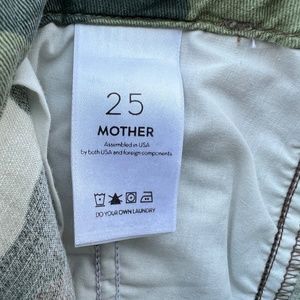 25
MOTHER
Assembled in USA
by both USA and foreign components
DO YOUR OWN LAUNDRY